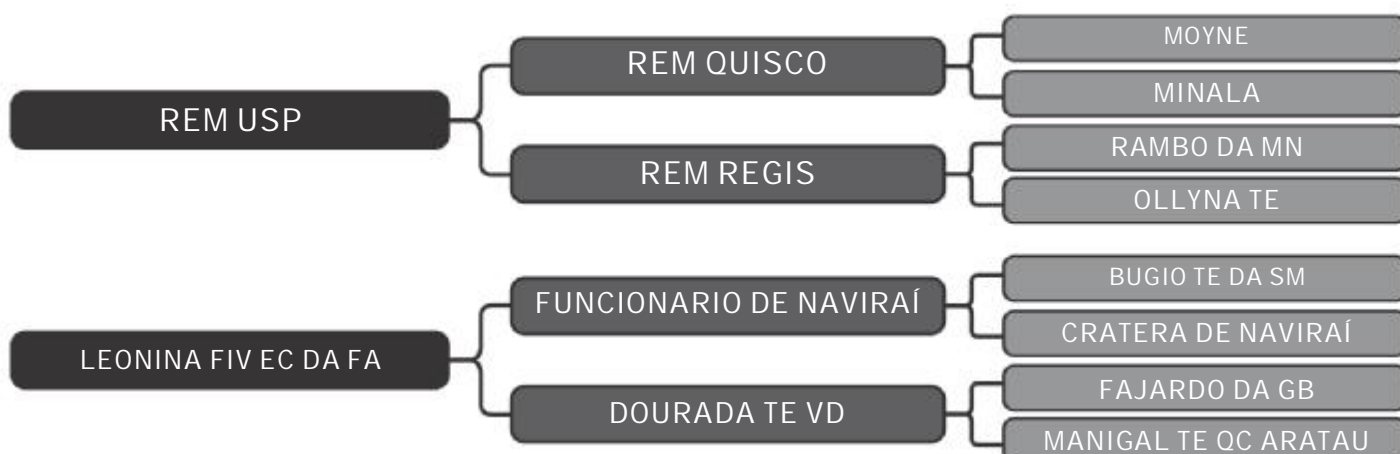 REM USP
REM QUISCO
MOYNE
MINALA
REM REGIS
RAMBO DA MN
OLLYNA TE
LEONINA FIV EC DA FA
FUNCIONARIO DE NAVIRAÍ
BUGIO TE DA SM
CRATERA DE NAVIRAÍ
DOURADA TE VD
FAJARDO DA GB
MANIGAL TE QC ARATAU